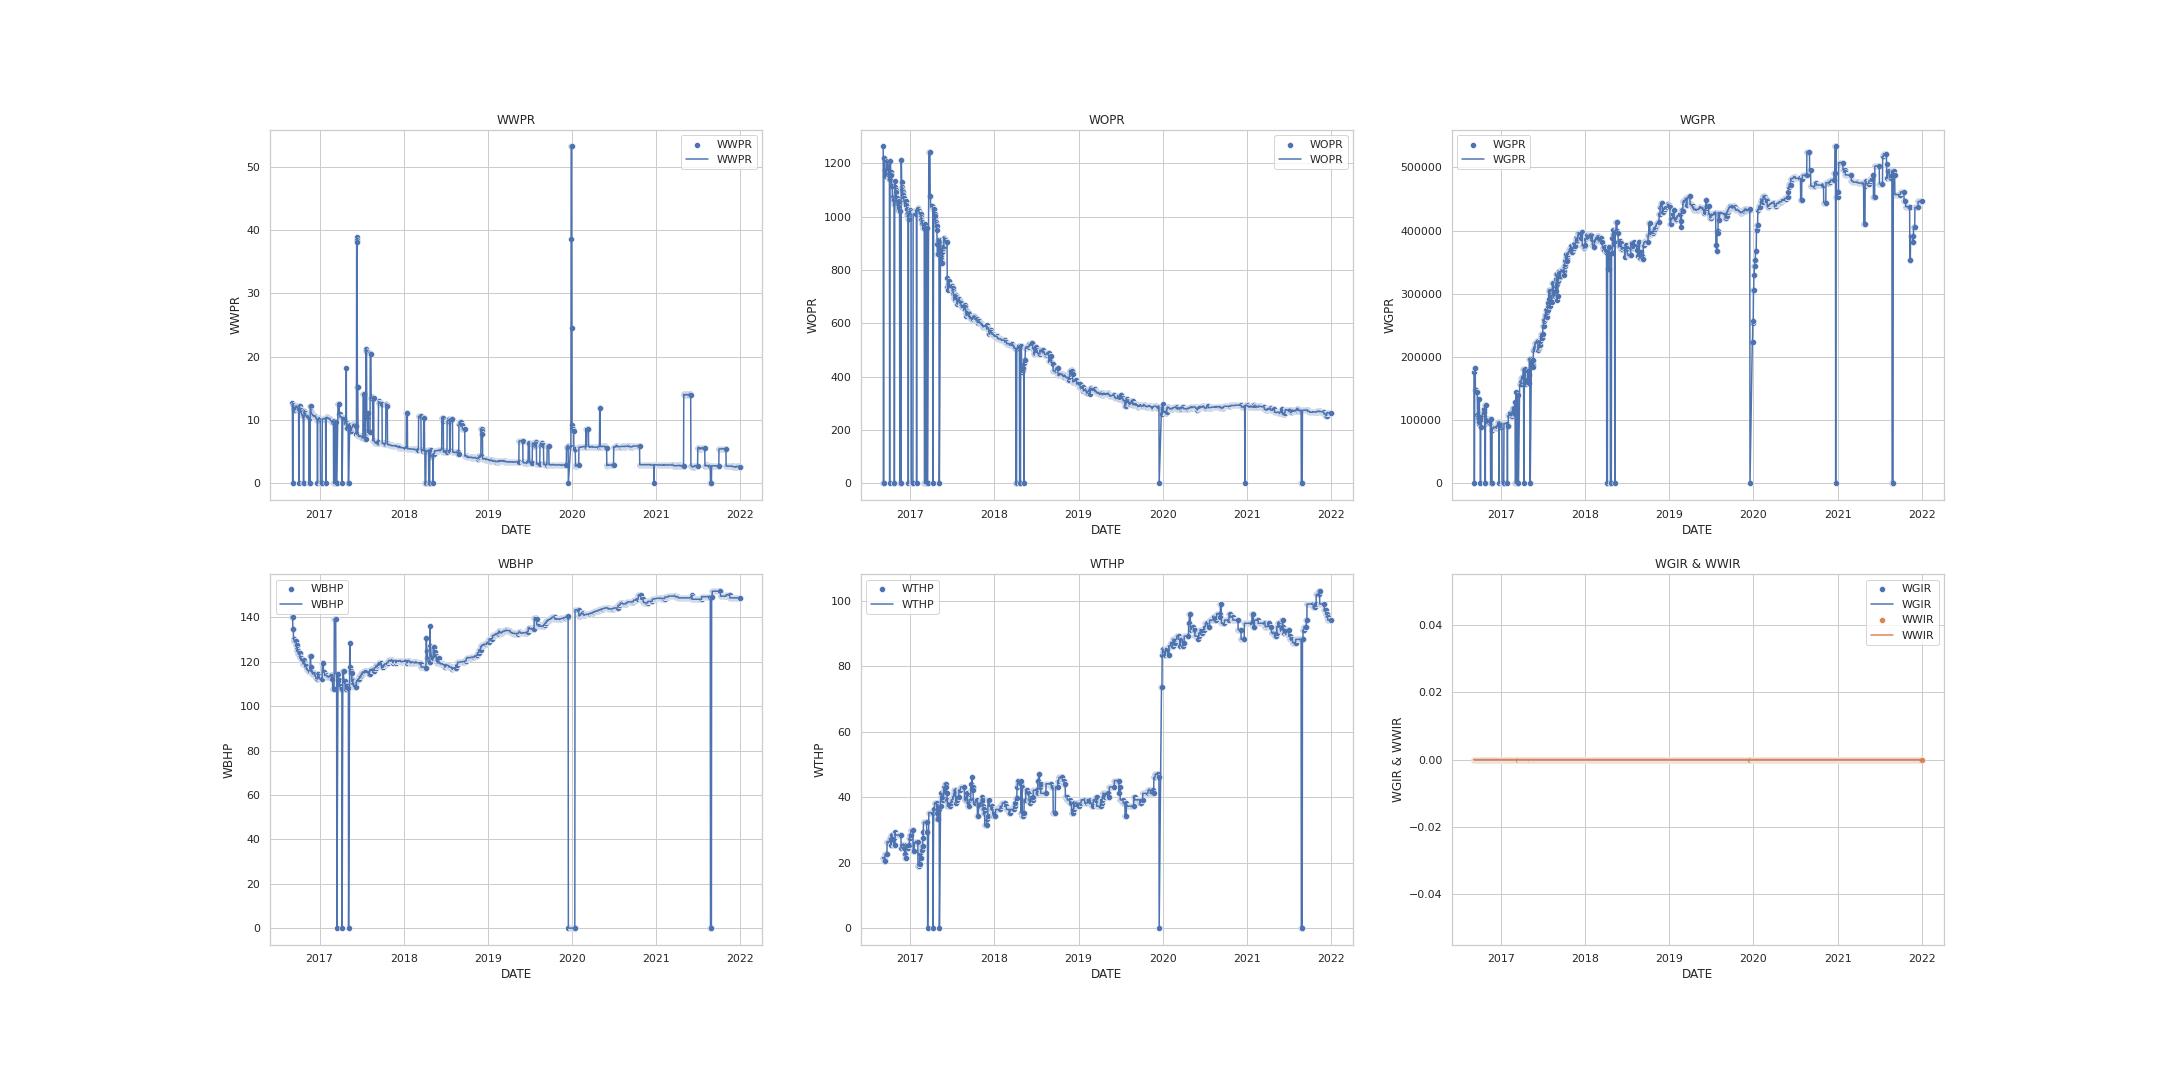 WWPR
WWPR
WWPR
50
40
30
20
10
0
WWPR
2017 2018 2019 2020 2021 2022
DATE
WOPR
WOPR
WOPR
1200
1000
800
600
400
200
0
WOPR
2017 2018 2019 2020 2021 2022
DATE
WGPR
WGPR
WGPR
500000
400000
300000
200000
100000
0
WGPR
2017 2018 2019 2020 2021 2022
DATE
WBHP
WBHP
WBHP
140
120
100
80
60
40
20
0
WBHP
2017 2018 2019 2020 2021 2022
DATE
WTHP
WTHP
WTHP
100
80
60
40
20
0
WTHP
2017 2018 2019 2020 2021 2022
DATE
WGIR & WWIR
WGIR
WGIR
WWIR
WWIR
0.04
0.02
0.00
−0.02
−0.04
WGIR & WWIR
2017 2018 2019 2020 2021 2022
DATE